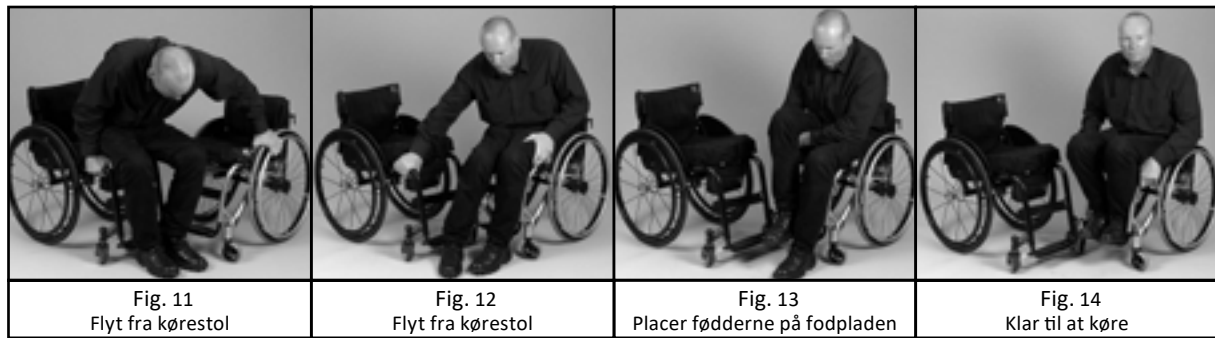 Fig. 11
Flyt fra kørestol
Fig. 12
Flyt fra kørestol
Fig. 13
Placer fødderne på fodpladen
Fig. 14
Klar til at køre